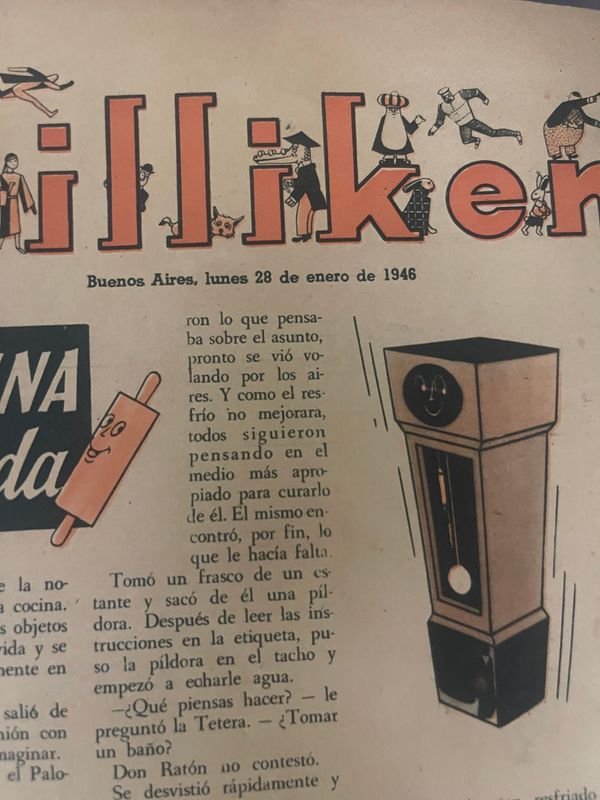 illiken
Buenos Aires, lunes 28 de enero de 1946
INA
da
e la no-
a cocina.
s objetos
vida y se
mente en
salió de
nión con
maginar.
el Palo-
ron lo que pensa-
ba sobre el asunto,
pronto se vió vo-
lando por los ai-
res. Y como el res-
frío no mejorara,
todos siguieron
pensando en el
medio más apro-
piado para curarlo
de él. El mismo en-
contró, por fin, lo
que le hacía falta.
Tomó un frasco de un es-
tante y sacó de él una píl-
dora. Después de leer las ins-
trucciones en la etiqueta, pu-
so la píldora en el tacho y
empezó a echarle agua.
—¿Qué piensas hacer? — le
preguntó la Tetera. — ¿Tomar
un baño?
Don Ratón no contestó.
Se desvistió rápidamente y
resfriado